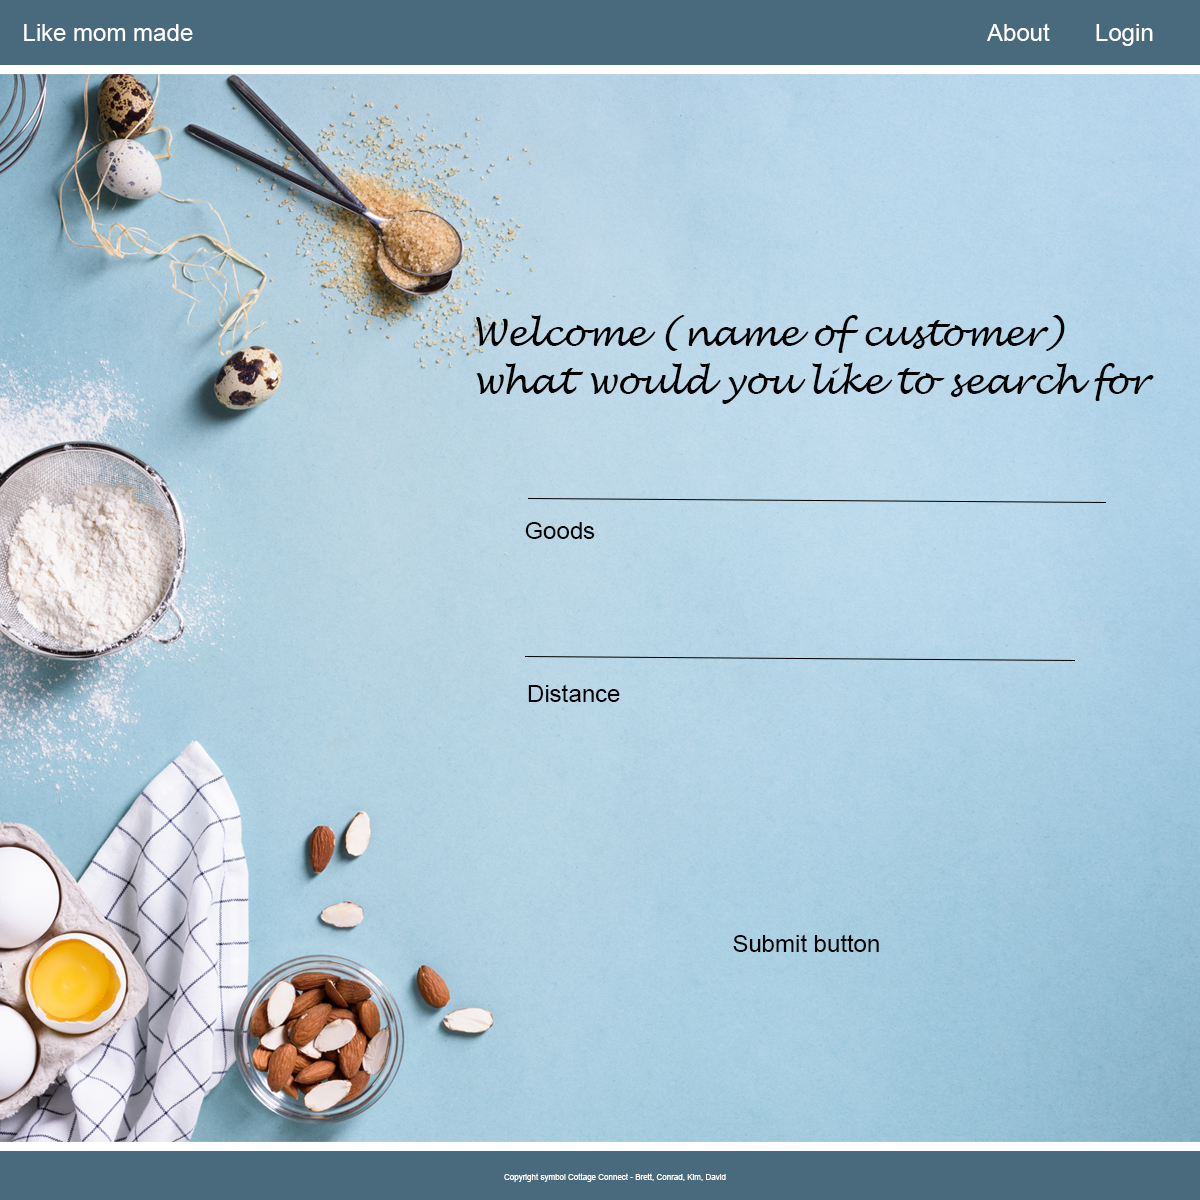 Like mom made
About Login
Welcome (name of customer)
what would you like to search for
Goods
Distance
Submit button
Copyright symbol Cottage Connect - Brett, Conrad, Kim, David